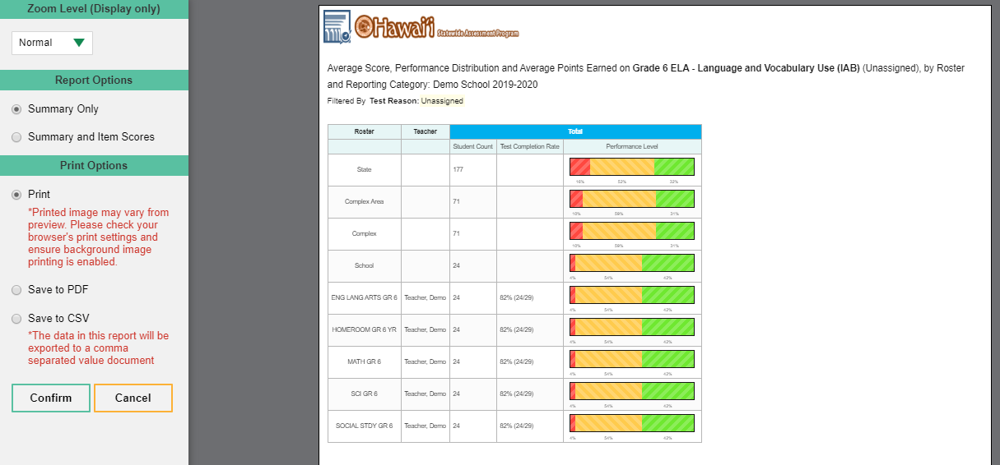 Zoom Level (Display only)
Normal
Report Options
Summary Only
Summary and Item Scores
Print Options
Print
*Printed image may vary from
preview. Please check your
browser's print settings and
ensure background image
printing is enabled.
Save to PDF
Save to CSV
*The data in this report will be
exported to a comma
separated value document
Confirm Cancel
Hawai'i Statewide Assessment Program
Average Score, Performance Distribution and Average Points Earned on Grade 6 ELA - Language and Vocabulary Use (IAB) (Unassigned), by Roster
and Reporting Category: Demo School 2019-2020
Filtered By Test Reason: Unassigned
Roster Teacher Total
Student Count Test Completion Rate Performance Level
State 177
16% 52% 32%
Complex Area 71
10% 59% 31%
Complex 71
10% 59% 31%
School 24
4% 54% 42%
ENG LANG ARTS GR 6 Teacher, Demo 24 82% (24/29)
4% 54% 42%
HOMEROOM GR 6 YR Teacher, Demo 24 82% (24/29)
4% 54% 42%
MATH GR 6 Teacher, Demo 24 82% (24/29)
4% 54% 42%
SCI GR 6 Teacher, Demo 24 82% (24/29)
4% 54% 42%
SOCIAL STDY GR 6 Teacher, Demo 24 82% (24/29)
4% 54% 42%